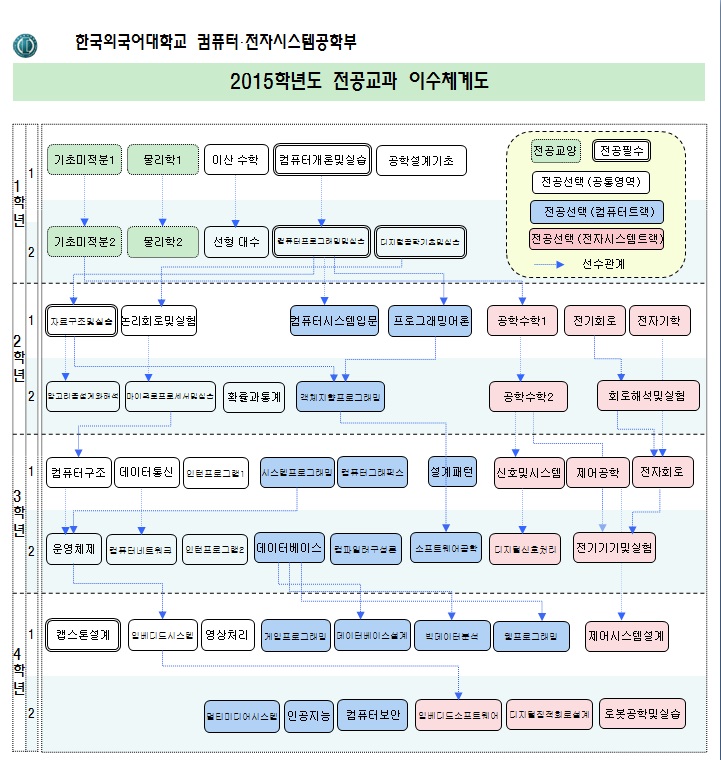 한국외국어대학교 컴퓨터·전자시스템공학부
2015학년도 전공교과 이수체계도
전공교양 전공필수
전공선택(공통영역)
전공선택(컴퓨터트랙)
전공선택(전자시스템트랙)
선수관계
1학년
1
기초미적분1 물리학1 이산 수학 컴퓨터개론및실습 공학설계기초
2
기초미적분2 물리학2 선형 대수 컴퓨터프로그래밍및실습 디지털공학기초및실습
2학년
1
자료구조및실습 논리회로및실험 컴퓨터시스템입문 프로그래밍어론 공학수학1 전기회로 전자기학
2
알고리즘설계와해석 마이크로프로세서및실습 확률과통계 객체지향프로그래밍 공학수학2 회로해석및실험
3학년
1
컴퓨터구조 데이터통신 인턴프로그램1 시스템프로그래밍 컴퓨터그래픽스 설계패턴 신호및시스템 제어공학 전자회로
2
운영체제 컴퓨터네트워크 인턴프로그램2 데이터베이스 컴파일러구성론 소프트웨어공학 디지털신호처리 전기기기및실험
4학년
1
캡스톤설계 임베디드시스템 영상처리 게임프로그래밍 데이터베이스설계 빅데이터분석 웹프로그래밍 제어시스템설계
2
멀티미디어시스템 인공지능 컴퓨터보안 임베디드소프트웨어 디지털집적회로설계 로봇공학및실습